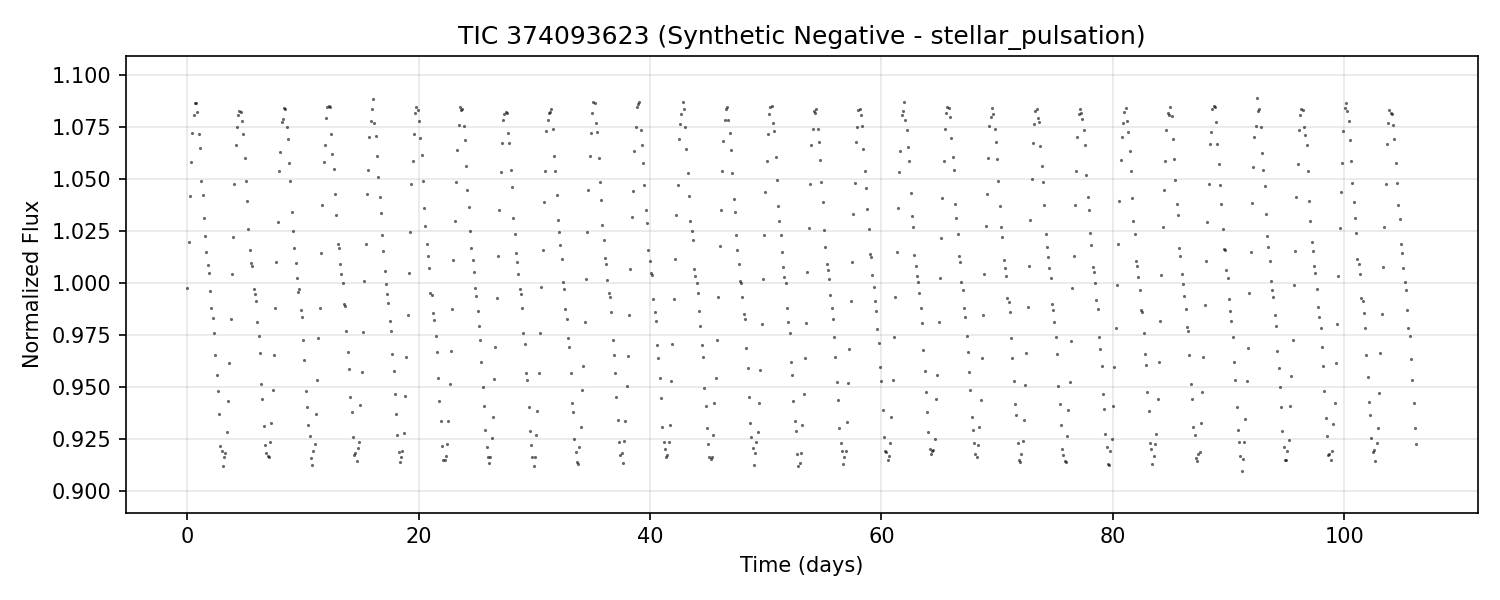 TIC 374093623 (Synthetic Negative - stellar_pulsation)
Normalized Flux
1.100
1.075
1.050
1.025
1.000
0.975
0.950
0.925
0.900
0 20 40 60 80 100
Time (days)